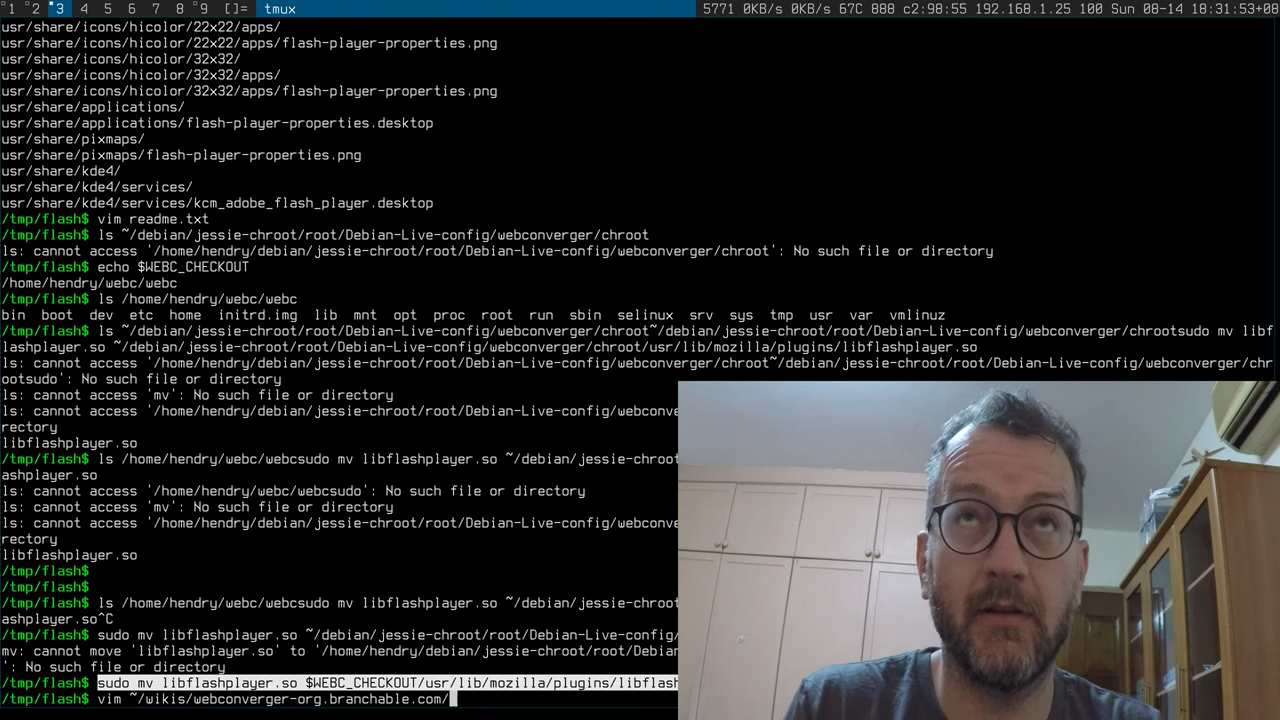 1 2 3 4 5 6 7 8 9 []= tmux 5771 0KB/s 0KB/s 67C 888 c2:98:55 192.168.1.25 100 Sun 08-14 18:31:53+08
usr/share/icons/hicolor/22x22/apps/
usr/share/icons/hicolor/22x22/apps/flash-player-properties.png
usr/share/icons/hicolor/32x32/
usr/share/icons/hicolor/32x32/apps/
usr/share/icons/hicolor/32x32/apps/flash-player-properties.png
usr/share/applications/
usr/share/applications/flash-player-properties.desktop
usr/share/pixmaps/
usr/share/pixmaps/flash-player-properties.png
usr/share/kde4/
usr/share/kde4/services/
usr/share/kde4/services/kcm_adobe_flash_player.desktop
/tmp/flash$ vim readme.txt
/tmp/flash$ ls ~/debian/jessie-chroot/root/Debian-Live-config/webconverger/chroot
ls: cannot access '/home/hendry/debian/jessie-chroot/root/Debian-Live-config/webconverger/chroot': No such file or directory
/tmp/flash$ echo $WEBC_CHECKOUT
/home/hendry/webc/webc
/tmp/flash$ ls /home/hendry/webc/webc
bin boot dev etc home initrd.img lib mnt opt proc root run sbin selinux srv sys tmp usr var vmlinuz
/tmp/flash$ ls ~/debian/jessie-chroot/root/Debian-Live-config/webconverger/chroot~/debian/jessie-chroot/root/Debian-Live-config/webconverger/chrootsudo mv libf
lashplayer.so ~/debian/jessie-chroot/root/Debian-Live-config/webconverger/chroot/usr/lib/mozilla/plugins/libflashplayer.so
ls: cannot access '/home/hendry/debian/jessie-chroot/root/Debian-Live-config/webconverger/chroot~/debian/jessie-chroot/root/Debian-Live-config/webconverger/chr
ootsudo': No such file or directory
ls: cannot access 'mv': No such file or directory
ls: cannot access '/home/hendry/debian/jessie-chroot/root/Debian-Live-config/webconve
rectory
libflashplayer.so
/tmp/flash$ ls /home/hendry/webc/webcsudo mv libflashplayer.so ~/debian/jessie-chroot
ashplayer.so
ls: cannot access '/home/hendry/webc/webcsudo': No such file or directory
ls: cannot access 'mv': No such file or directory
ls: cannot access '/home/hendry/debian/jessie-chroot/root/Debian-Live-config/webconve
rectory
libflashplayer.so
/tmp/flash$
/tmp/flash$
/tmp/flash$ ls /home/hendry/webc/webcsudo mv libflashplayer.so ~/debian/jessie-chroot
ashplayer.so^C
/tmp/flash$ sudo mv libflashplayer.so ~/debian/jessie-chroot/root/Debian-Live-config/
mv: cannot move 'libflashplayer.so' to '/home/hendry/debian/jessie-chroot/root/Debian
': No such file or directory
/tmp/flash$ sudo mv libflashplayer.so $WEBC_CHECKOUT/usr/lib/mozilla/plugins/libflash
/tmp/flash$ vim ~/wikis/webconverger-org.branchable.com/